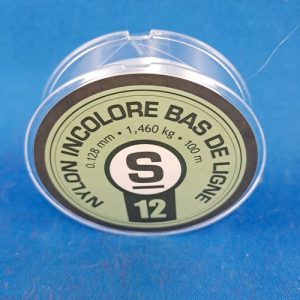 NYLON INCOLORE BAS DE LIGNE
0.128 mm • 1,460 kg • 100 m
S
12